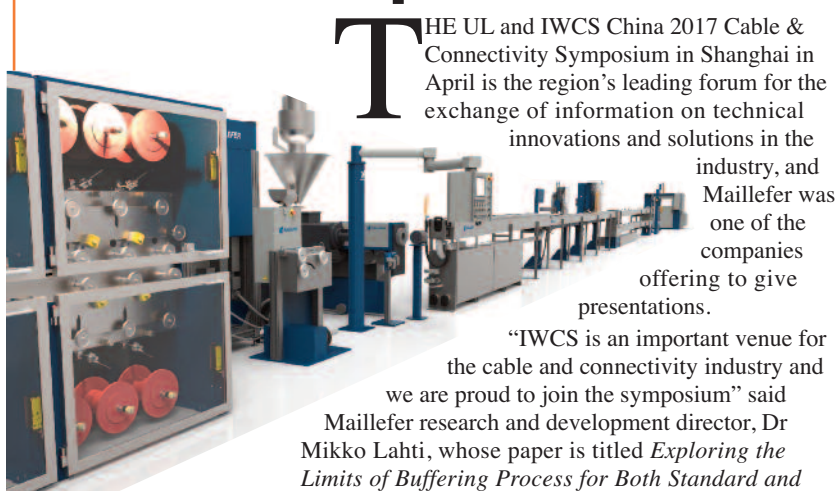 THE UL and IWCS China 2017 Cable &
Connectivity Symposium in Shanghai in
April is the region’s leading forum for the
exchange of information on technical
innovations and solutions in the
industry, and
Maillefer was
one of the
companies
offering to give
presentations.
“IWCS is an important venue for
the cable and connectivity industry and
we are proud to join the symposium” said
Maillefer research and development director, Dr
Mikko Lahti, whose paper is titled Exploring the
Limits of Buffering Process for Both Standard and